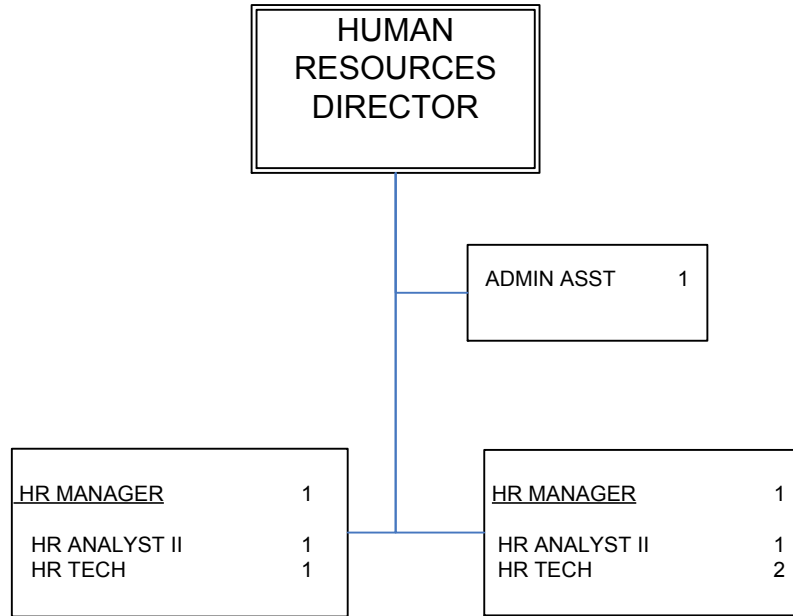 HUMAN
RESOURCES
DIRECTOR
ADMIN ASST 1
HR MANAGER 1
HR ANALYST II 1
HR TECH 1
HR MANAGER 1
HR ANALYST II 1
HR TECH 2